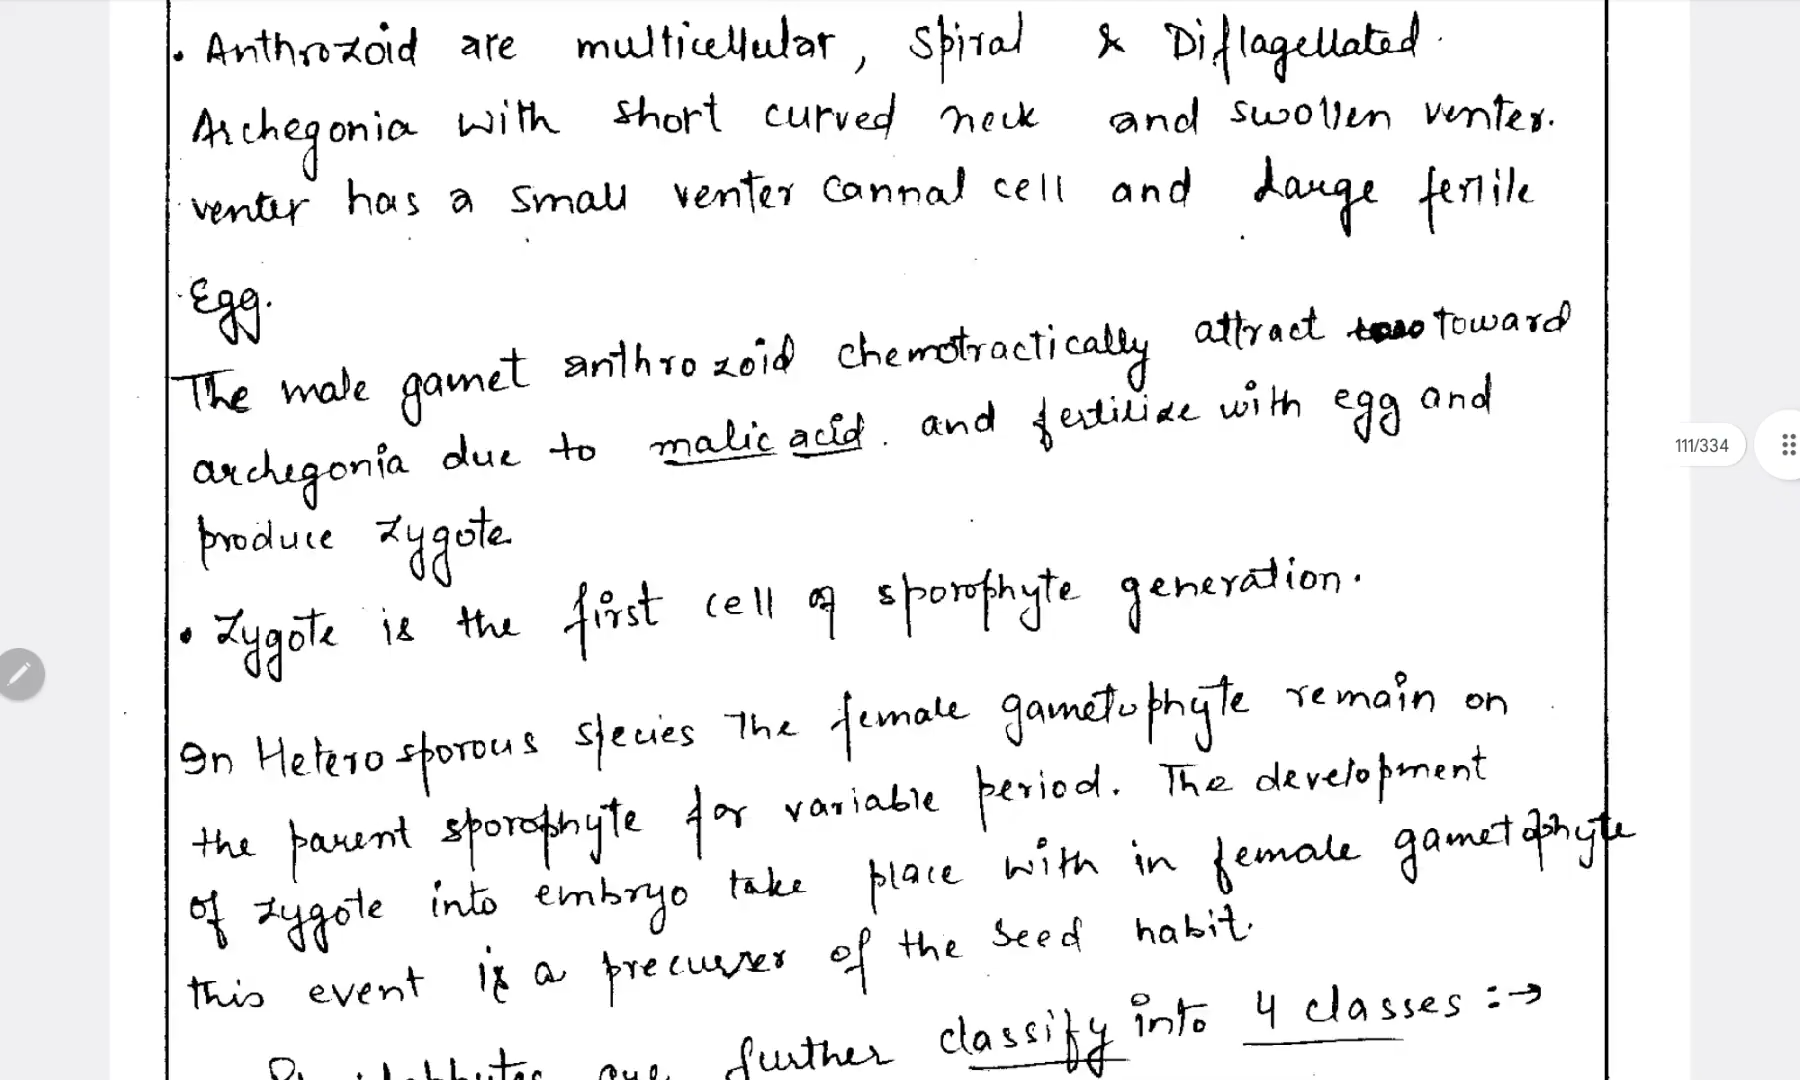 • Anthrozoid are multicellular, Spiral & Diflagellated.
Archegonia with short curved neck and swollen venter.
venter has a small venter cannal cell and Large fertile
Egg.
The male gamet anthrozoid chemotractically attract toward
archegonia due to malic acid. and fertilize with egg and
produce zygote
• Zygote is the first cell of sporophyte generation.
In Heterosporous species The female gametophyte remain on
the parent sporophyte for variable period. The development
of zygote into embryo take place with in female gametophyte
this event is a precurser of the seed habit.
are further classify into 4 classes :→
111/334